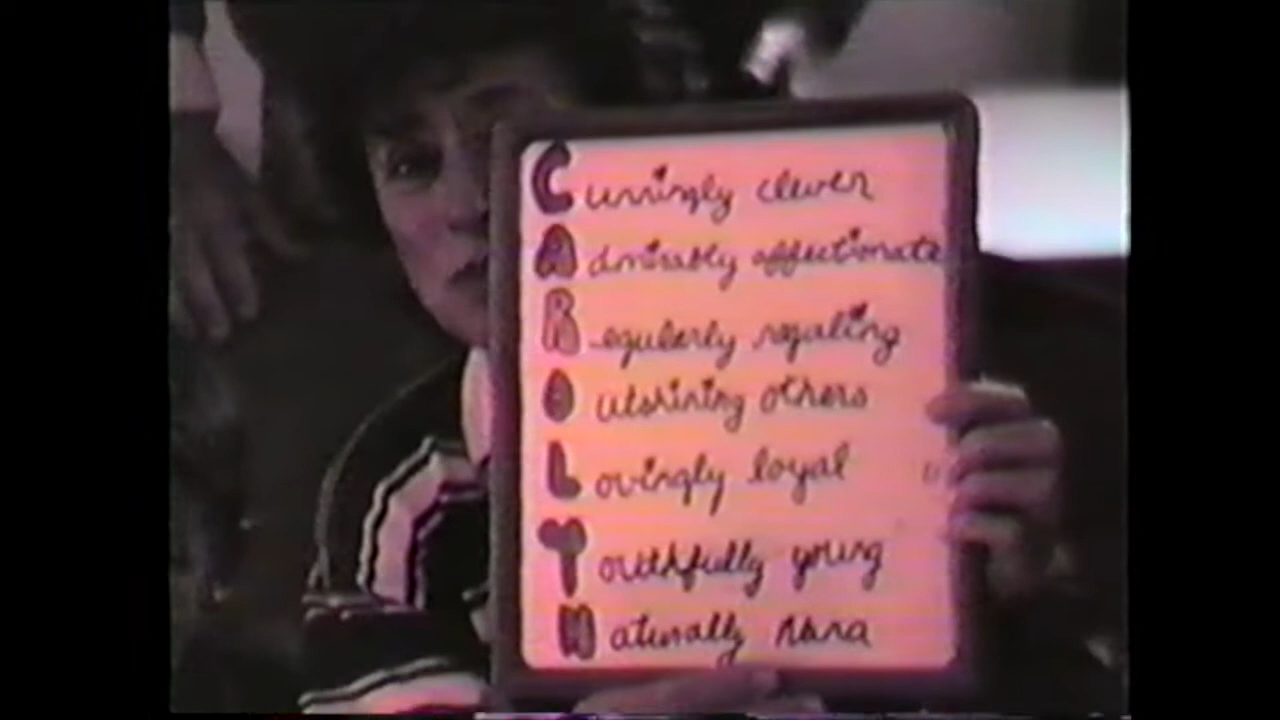 Cunningly clever
Admirably affectionate
Regularly regaling
Outshining others
Lovingly loyal
Youthfully young
Naturally Nana